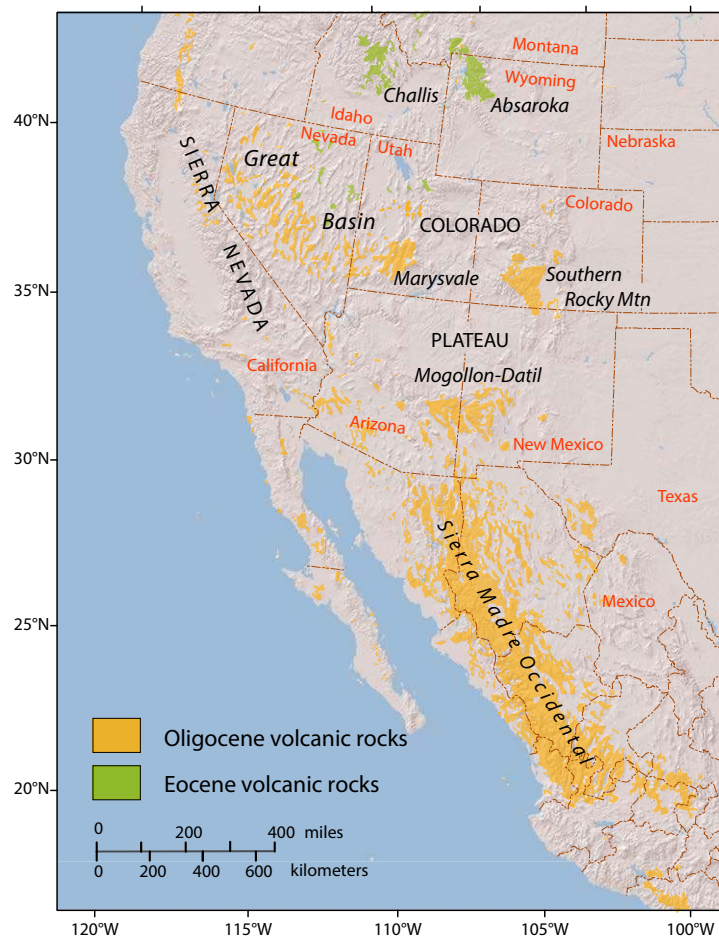 Montana
Wyoming
Challis
Absaroka
40°N
Idaho
Nevada
Utah
Nebraska
Great
SIERRA
Basin
COLORADO
Colorado
NEVADA
Marysvale
Southern
Rocky Mtn
35°N
PLATEAU
California
Mogollon-Datil
Arizona
New Mexico
30°N
Texas
Sierra Madre Occidental
Mexico
25°N
Oligocene volcanic rocks
Eocene volcanic rocks
20°N
0 200 400 miles
0 200 400 600 kilometers
120°W 115°W 110°W 105°W 100°W